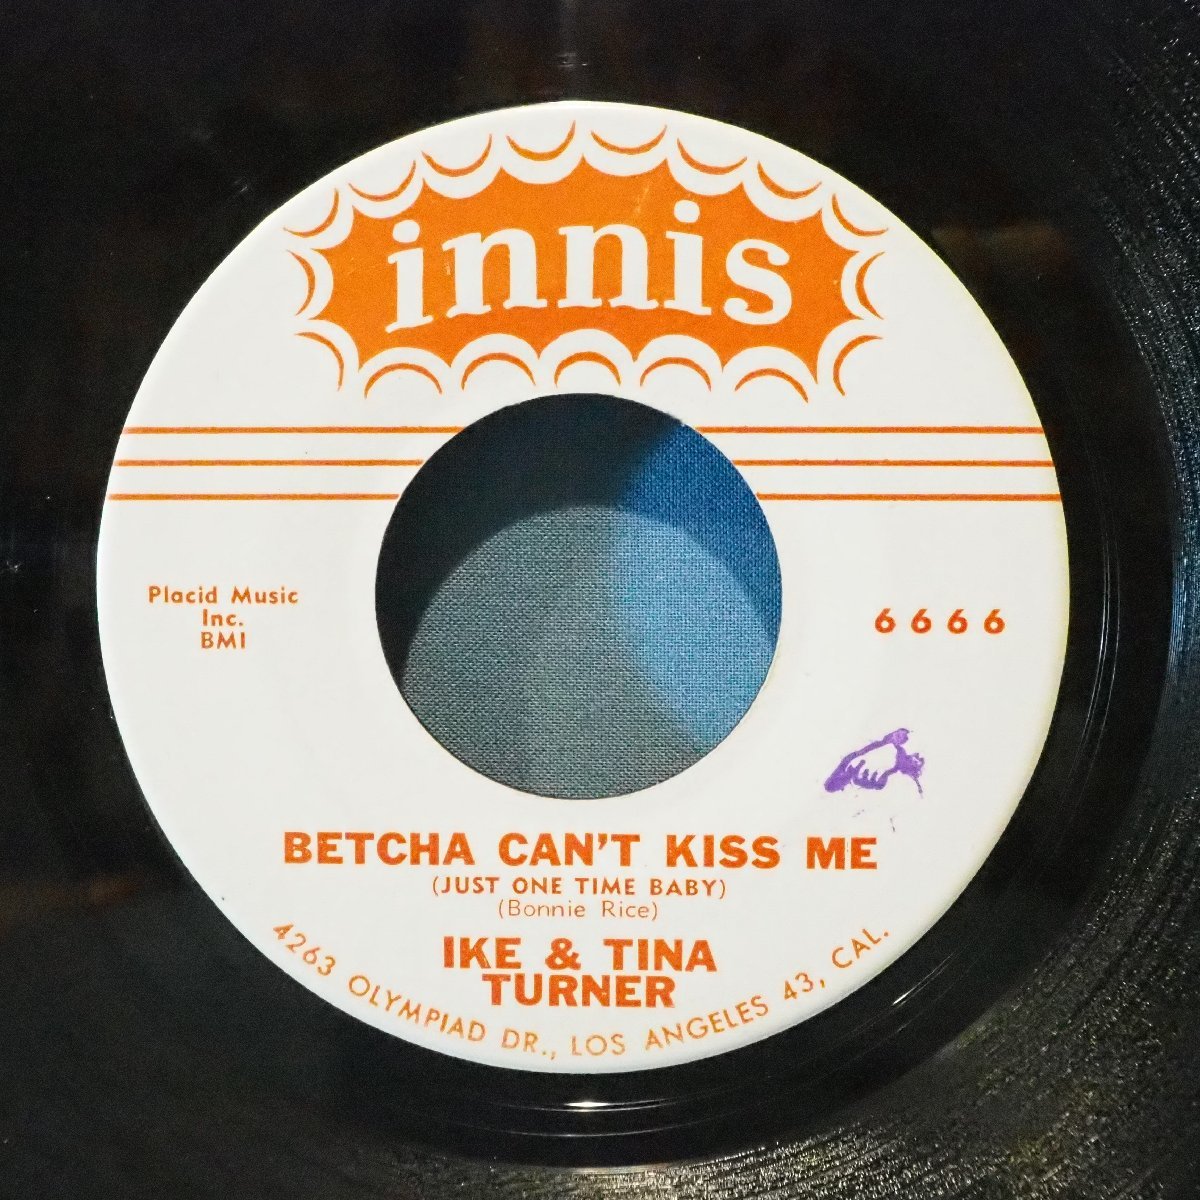 innis
Placid Music
Inc.
BMI
6666
BETCHA CAN'T KISS ME
(JUST ONE TIME BABY)
(Bonnie Rice)
IKE & TINA
TURNER
4263 OLYMPIAD DR., LOS ANGELES 43, CAL.